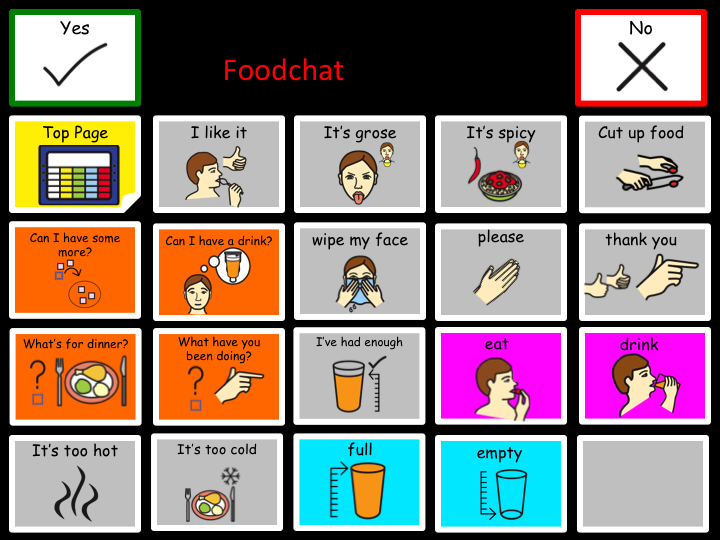 Yes
Foodchat
No
Top Page
I like it
It's grose
It's spicy
Cut up food
Can I have some
more?
Can I have a drink?
wipe my face
please
thank you
What's for dinner?
What have you
been doing?
I've had enough
eat
drink
It's too hot
It's too cold
full
empty